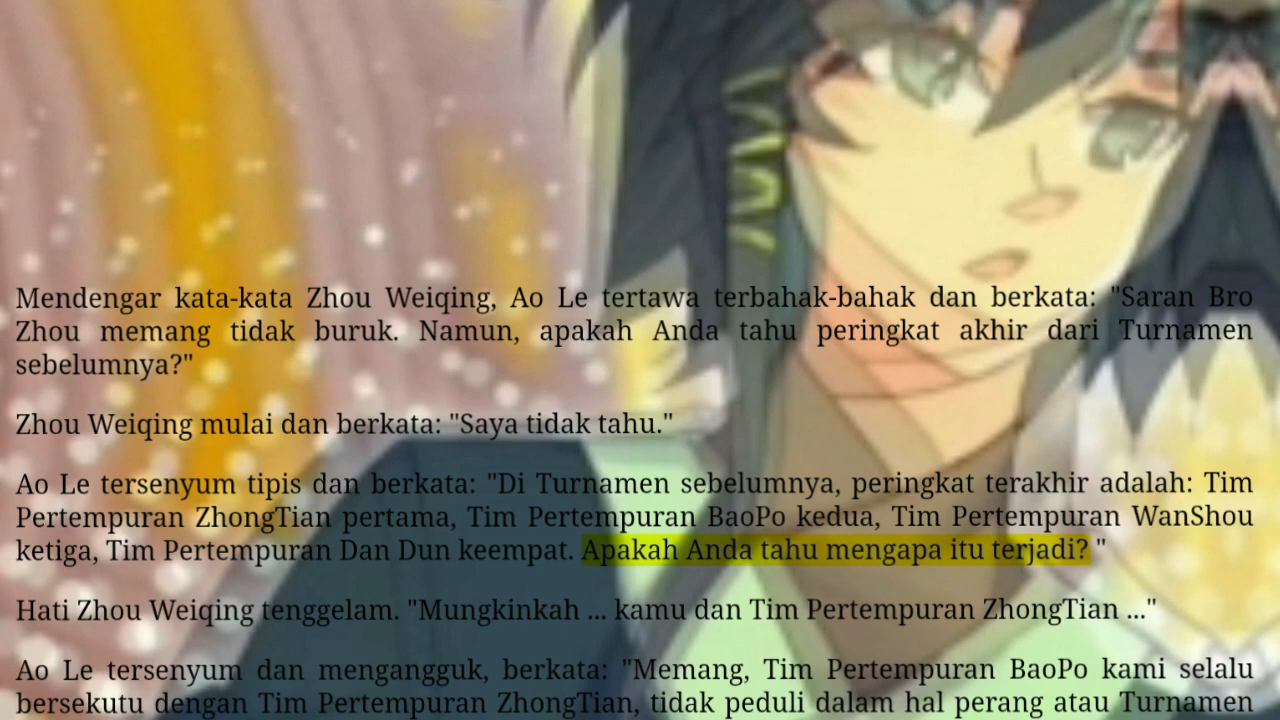 Mendengar kata-kata Zhou Weiqing, Ao Le tertawa terbahak-bahak dan berkata: "Saran Bro
Zhou memang tidak buruk. Namun, apakah Anda tahu peringkat akhir dari Turnamen
sebelumnya?"
Zhou Weiqing mulai dan berkata: "Saya tidak tahu."
Ao Le tersenyum tipis dan berkata: "Di Turnamen sebelumnya, peringkat terakhir adalah: Tim
Pertempuran ZhongTian pertama, Tim Pertempuran BaoPo kedua, Tim Pertempuran WanShou
ketiga, Tim Pertempuran Dan Dun keempat. Apakah Anda tahu mengapa itu terjadi? "
Hati Zhou Weiqing tenggelam. "Mungkinkah ... kamu dan Tim Pertempuran ZhongTian ..."
Ao Le tersenyum dan mengangguk, berkata: "Memang, Tim Pertempuran BaoPo kami selalu
bersekutu dengan Tim Pertempuran ZhongTian, tidak peduli dalam hal perang atau Turnamen